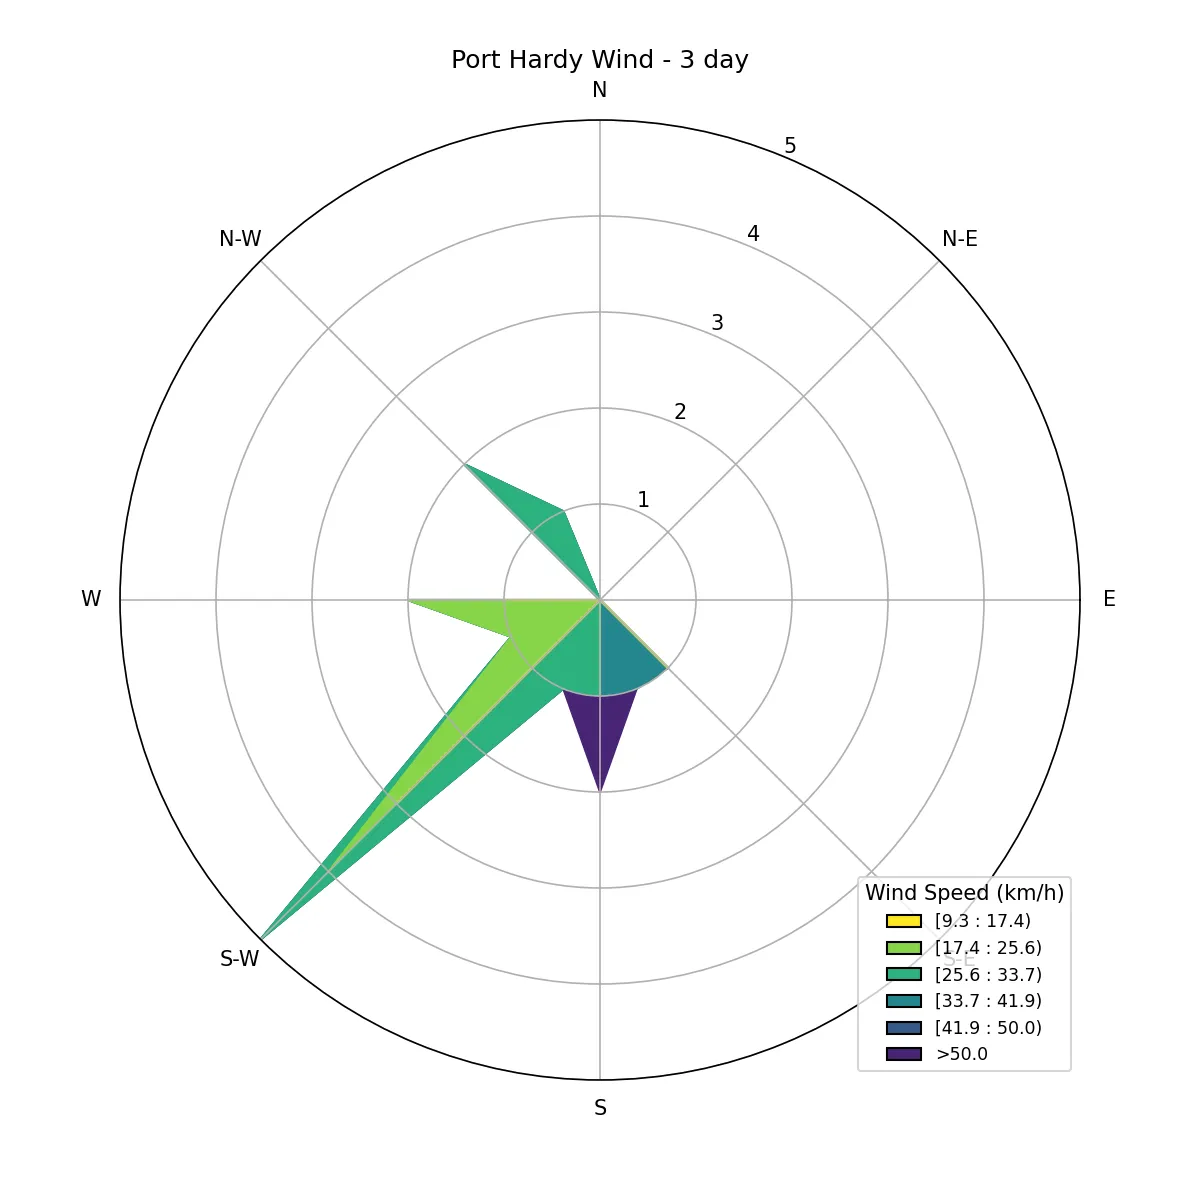 Port Hardy Wind - 3 day
N
5
N-W
4
N-E
3
2
1
W
E
S-W
S-E
S
Wind Speed (km/h)
[9.3 : 17.4)
[17.4 : 25.6)
[25.6 : 33.7)
[33.7 : 41.9)
[41.9 : 50.0)
>50.0